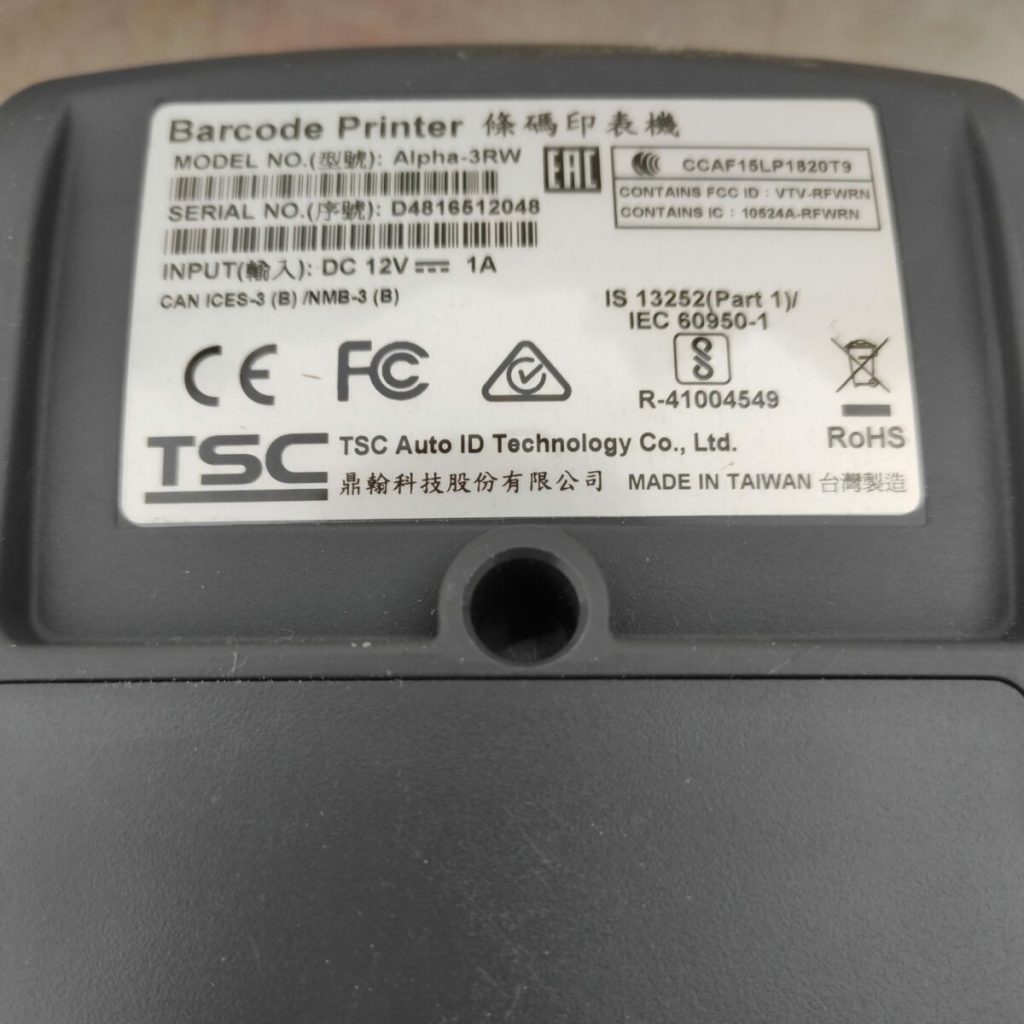 Barcode Printer 條碼印表機
MODEL NO.(型號): Alpha-3RW
EAC
CCAF15LP1820T9
SERIAL NO.(序號): D4816512048
CONTAINS FCC ID : VTV-RFWRN
CONTAINS IC : 10524A-RFWRN
INPUT(輸入): DC 12V 1A
CAN ICES-3 (B) /NMB-3 (B)
IS 13252(Part 1)/
IEC 60950-1
CE FC
R-41004549
RoHS
TSC TSC Auto ID Technology Co., Ltd.
鼎翰科技股份有限公司 MADE IN TAIWAN 台灣製造